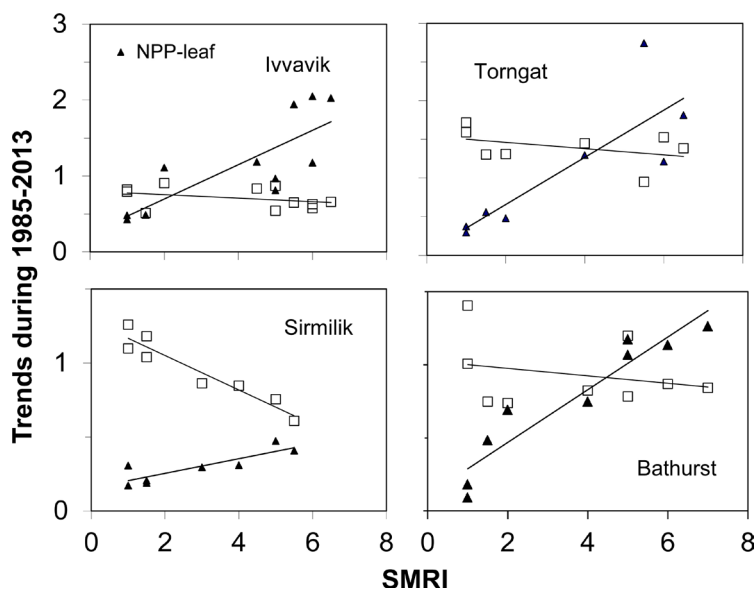 3
2
1
0
NPP-leaf
Ivvavik
Torngat
Trends during 1985-2013
1
0
Sirmilik
Bathurst
0 2 4 6 8
0 2 4 6 8
SMRI